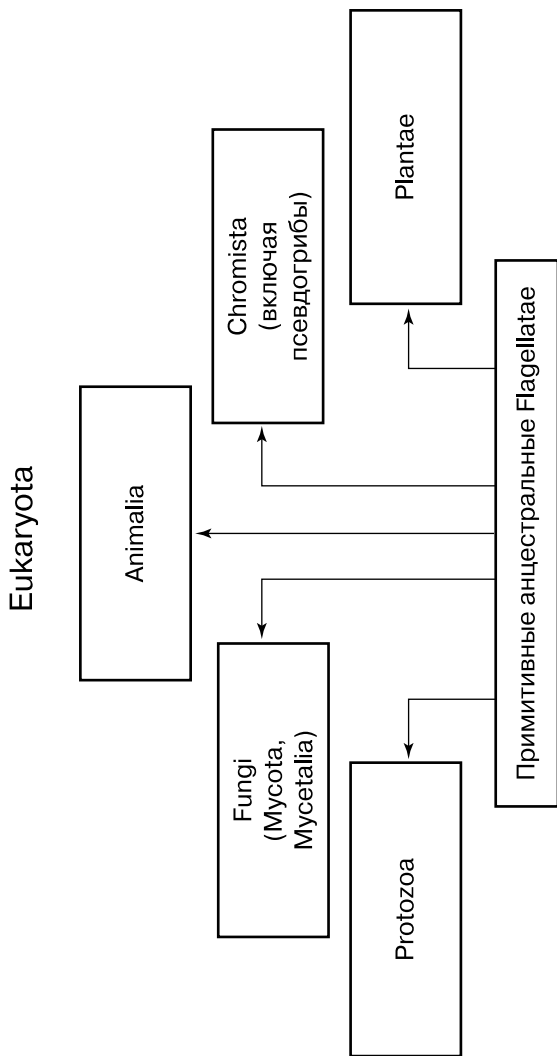 Eukaryota
Animalia
Fungi
(Mycota,
Mycetalia)
Chromista
(включая
псевдогрибы)
Protozoa
Plantae
Примитивные анцестральные Flagellatae